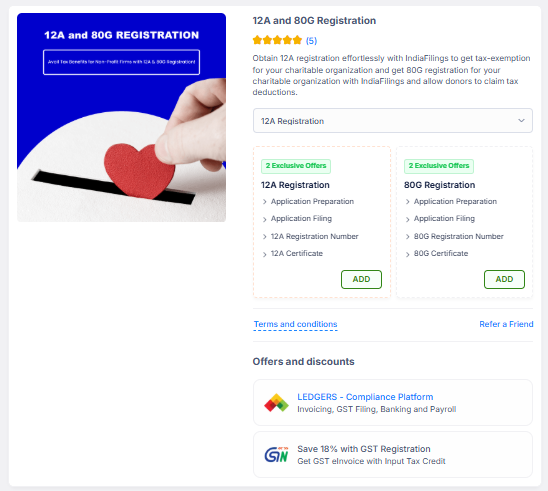 12A and 80G REGISTRATION
Avail Tax Benefits for Non-Profit Firms with 12A & 80G Registration!
12A and 80G Registration
(5)
Obtain 12A registration effortlessly with IndiaFilings to get tax-exemption
for your charitable organization and get 80G registration for your
charitable organization with IndiaFilings and allow donors to claim tax
deductions.
12A Registration
2 Exclusive Offers
12A Registration
Application Preparation
Application Filing
12A Registration Number
12A Certificate
ADD
2 Exclusive Offers
80G Registration
Application Preparation
Application Filing
80G Registration Number
80G Certificate
ADD
Terms and conditions
Refer a Friend
Offers and discounts
LEDGERS - Compliance Platform
Invoicing, GST Filing, Banking and Payroll
Save 18% with GST Registration
Get GST eInvoice with Input Tax Credit